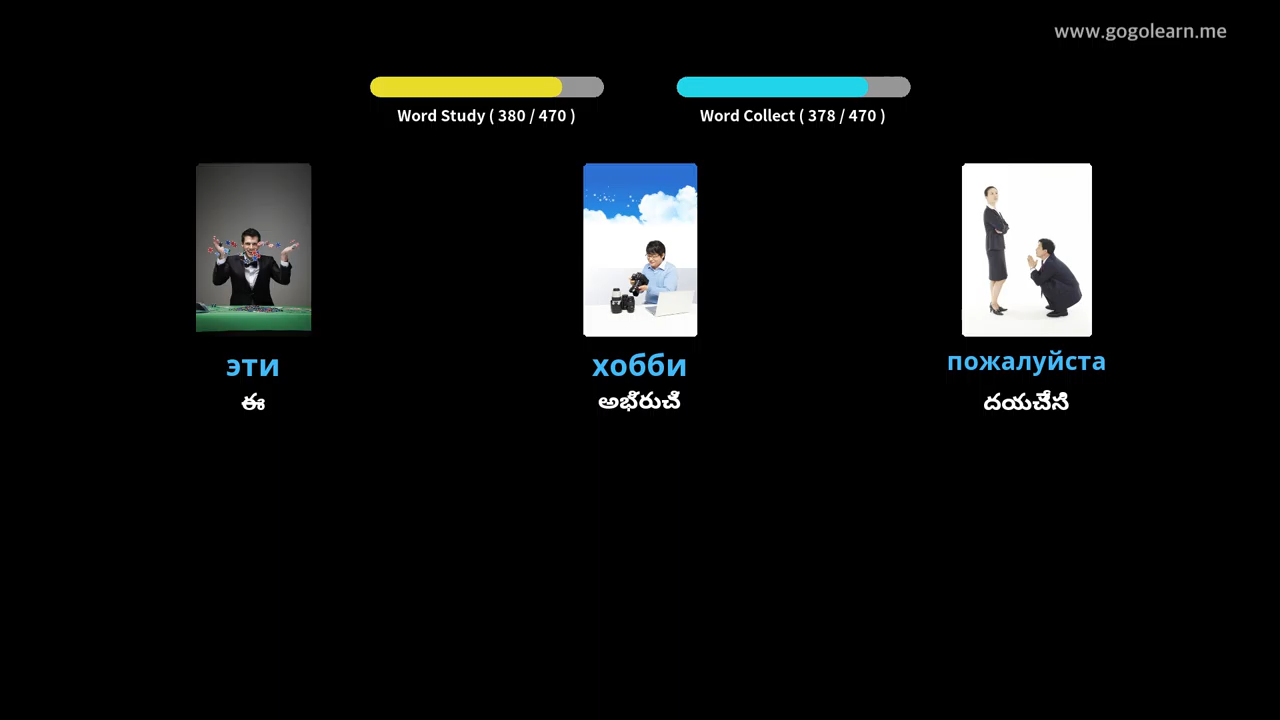 www.gogolearn.me
Word Study ( 380 / 470 )
Word Collect ( 378 / 470 )
эти
хобби
пожалуйста
ఈ
అభిరుచి
దయచేసి